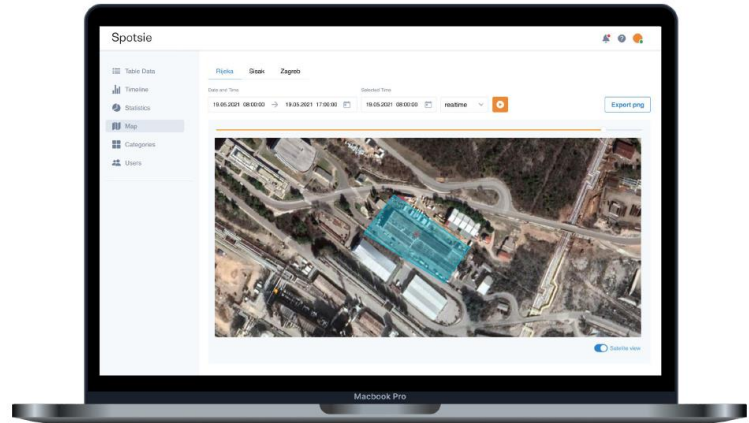 Spotsie
Table Data
Timeline
Statistics
Map
Categories
Users
Rijeka Sisak Zagreb
Date and Time Selected Time
19.05.2021 08:00:00 → 19.05.2021 17:00:00 19.05.2021 08:00:00 realtime
Export png
Satellite view
Macbook Pro